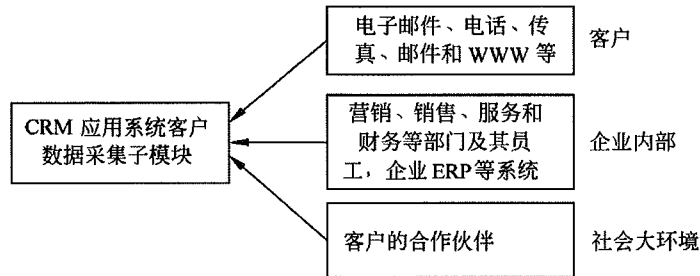 电子邮件、电话、传
真、邮件和 WWW 等
客户
CRM 应用系统客户
数据采集子模块
营销、销售、服务和
财务等部门及其员
工，企业 ERP 等系统
企业内部
客户的合作伙伴
社会大环境